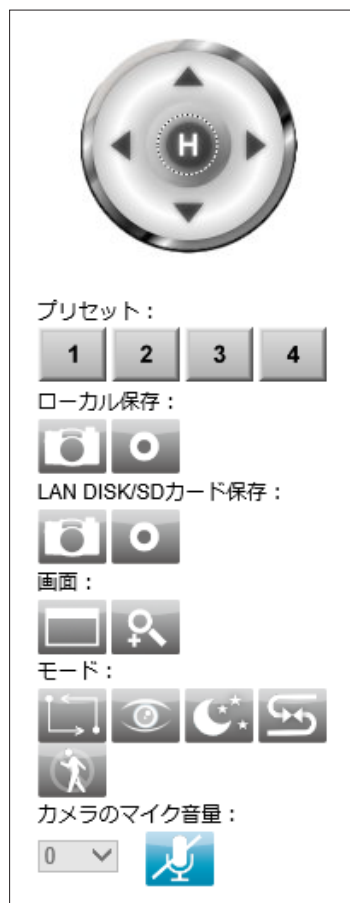 H
プリセット：
1 2 3 4
ローカル保存：
LAN DISK/SDカード保存：
画面：
モード：
カメラのマイク音量：
0